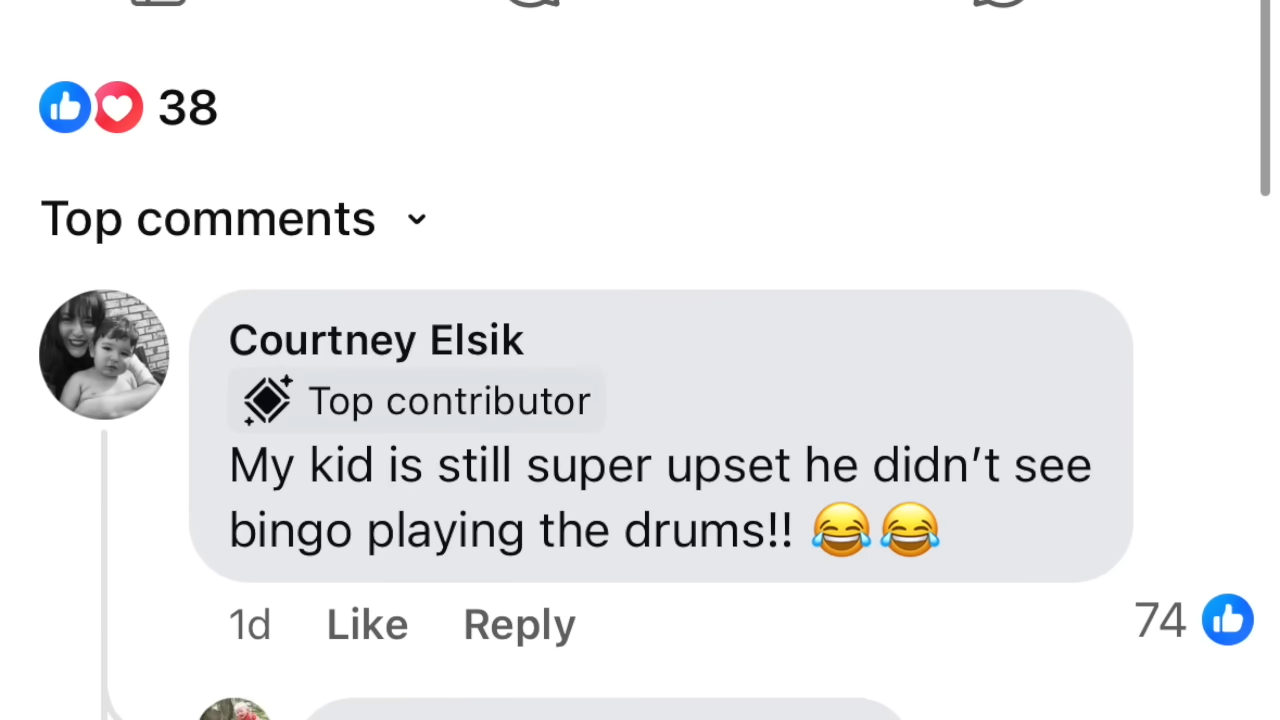 38
Top comments
Courtney Elsik
Top contributor
My kid is still super upset he didn’t see
bingo playing the drums!! 😂😂
1d Like Reply 74